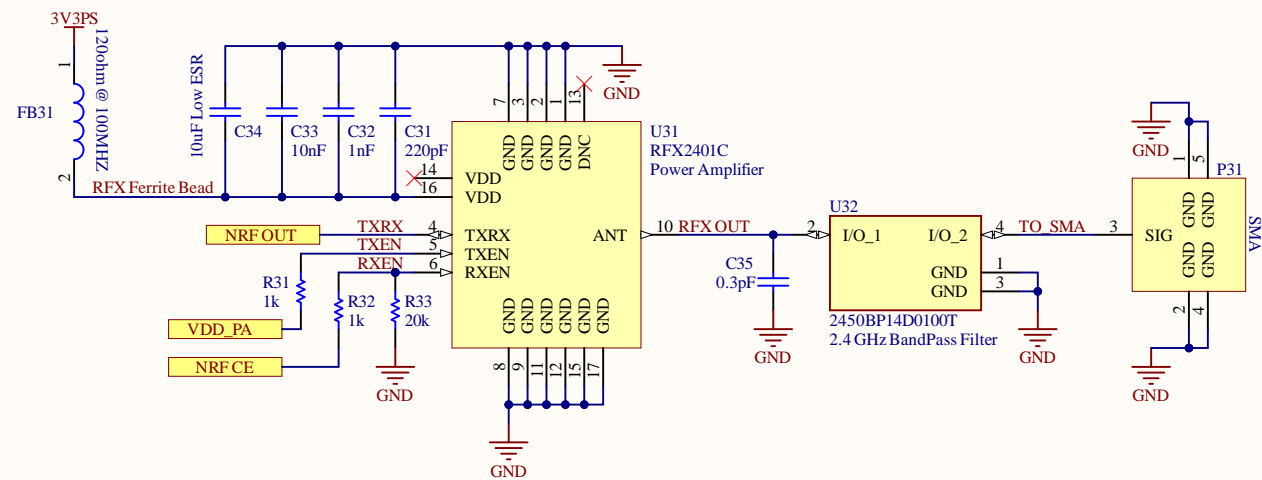 3V3PS
1
FB31
120ohm @ 100MHZ
2
RFX Ferrite Bead
10uF Low ESR
C34
C33
10nF
C32
1nF
C31
220pF
7
3
2
1
13
GND
GND
GND
GND
GND
DNC
U31
RFX2401C
Power Amplifier
14
VDD
16
VDD
NRF OUT
TXRX
4
TXRX
TXEN
5
TXEN
RXEN
6
RXEN
R31
1k
R32
1k
R33
20k
VDD_PA
NRF CE
GND
ANT
10
RFX OUT
GND
GND
GND
GND
GND
GND
8
9
11
12
15
17
GND
C35
0.3pF
GND
U32
2
I/O_1
I/O_2
4
GND
1
GND
3
2450BP14D0100T
2.4 GHz BandPass Filter
GND
TO_SMA
3
SIG
GND
1
5
P31
GND
GND
GND
GND
SMA
2
4
GND